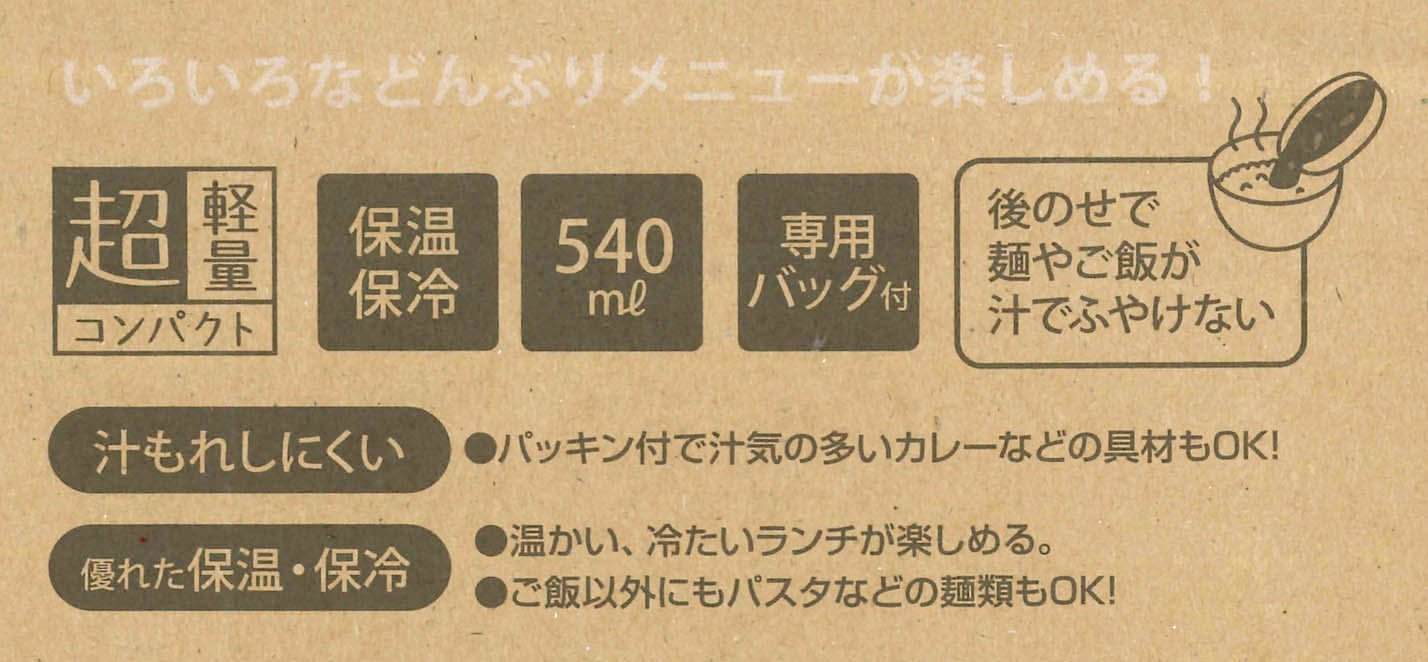 いろいろなどんぶりメニューが楽しめる！
超軽量
コンパクト
保温
保冷
540
mℓ
専用
バッグ付
後のせで
麺やご飯が
汁でふやけない
汁もれしにくい
●パッキン付で汁気の多いカレーなどの具材もOK!
優れた保温・保冷
●温かい、冷たいランチが楽しめる。
●ご飯以外にもパスタなどの麺類もOK!